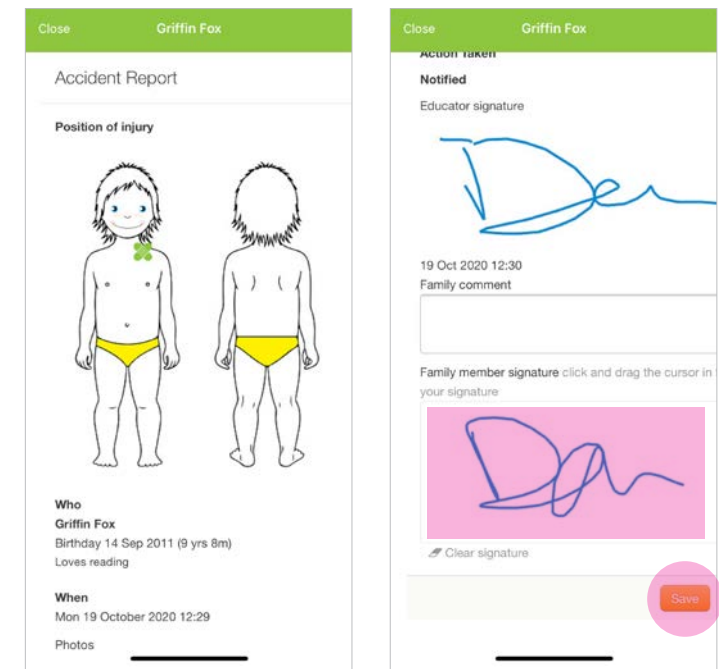 Close Griffin Fox
Accident Report
Position of injury
Who
Griffin Fox
Birthday 14 Sep 2011 (9 yrs 8m)
Loves reading
When
Mon 19 October 2020 12:29
Photos
Close Griffin Fox
Action Taken
Notified
Educator signature
19 Oct 2020 12:30
Family comment
Family member signature click and drag the cursor in
your signature
Clear signature
Save